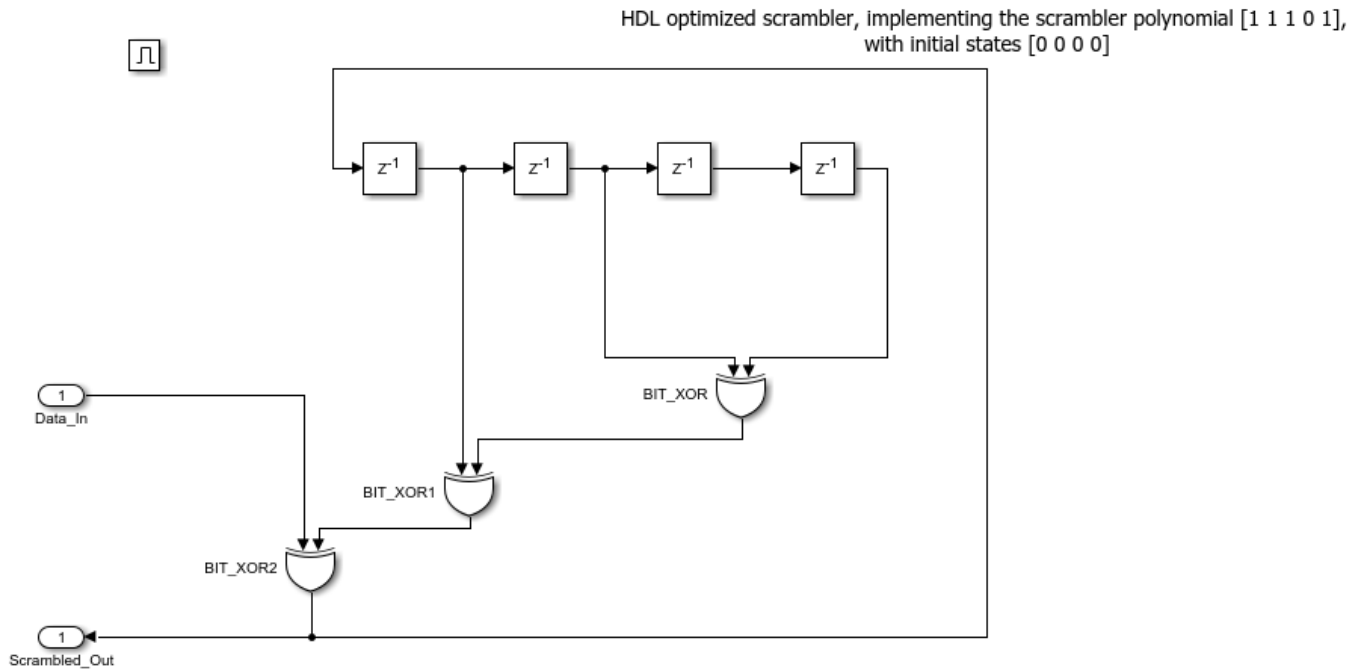 HDL optimized scrambler, implementing the scrambler polynomial [1 1 1 0 1],
with initial states [0 0 0 0]
z-1
z-1
z-1
z-1
BIT_XOR
1
Data_In
BIT_XOR1
BIT_XOR2
1
Scrambled_Out